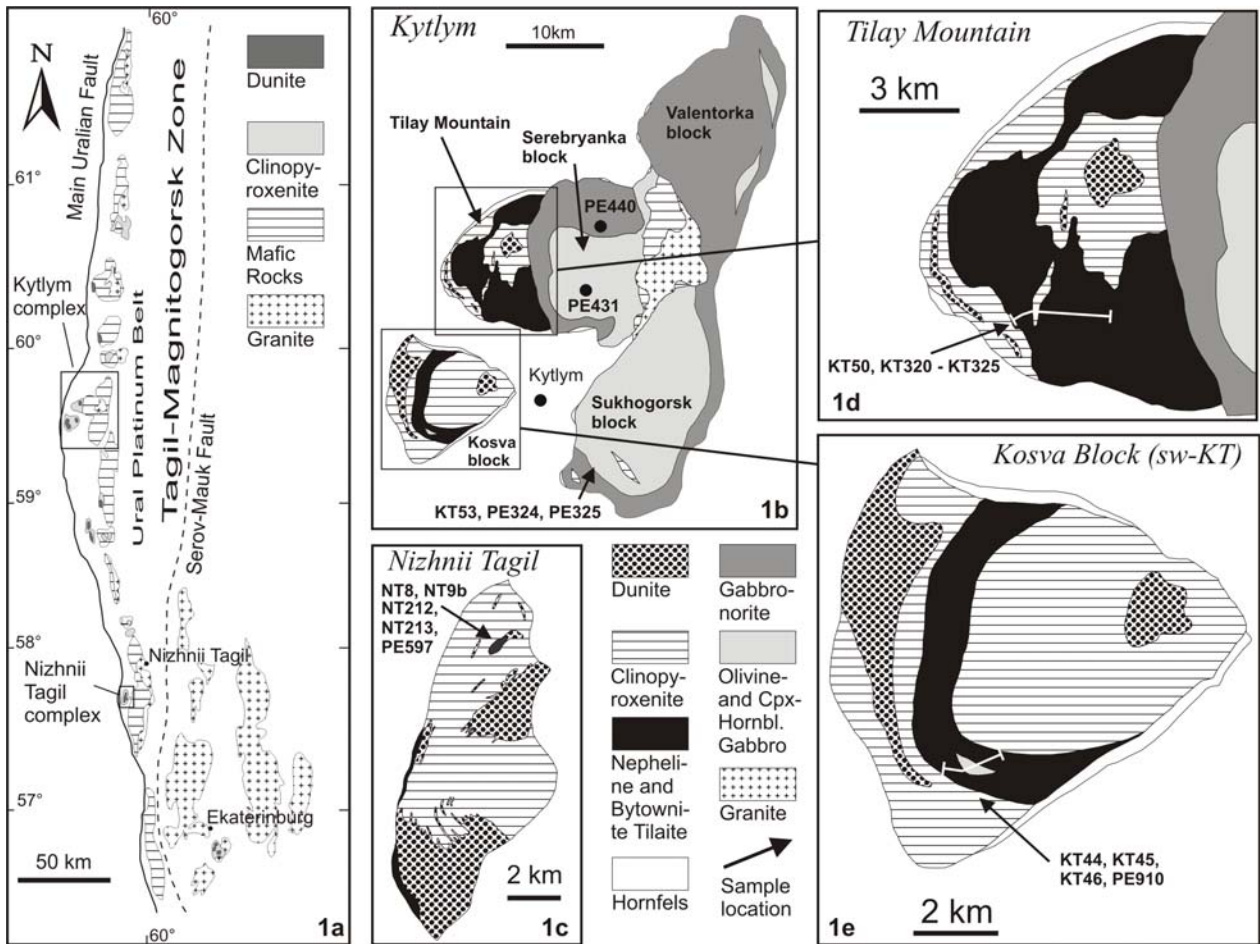 60°
N
Main Uralian Fault
Ural Platinum Belt
Tagil-Magnitogorsk Zone
Serov-Mauk Fault
Dunite
Clinopy-
roxenite
Mafic
Rocks
Granite
61°
Kytlym
complex
60°
59°
58°
Nizhnii Tagil
Nizhnii
Tagil
complex
57°
Ekaterinburg
50 km
1a
60°
Kytlym
10km
Valentorka
block
Tilay Mountain
Serebryanka
block
PE440
PE431
Kytlym
Sukhogorsk
block
Kosva
block
KT53, PE324, PE325
1b
Nizhnii Tagil
NT8, NT9b
NT212,
NT213,
PE597
2 km
1c
Dunite
Clinopy-
roxenite
Nepheli-
ne and
Bytowni-
te Tilaite
Hornfels
Gabbro-
norite
Olivine-
and Cpx-
Hornbl.
Gabbro
Granite
Sample
location
Tilay Mountain
3 km
KT50, KT320 - KT325
1d
Kosva Block (sw-KT)
KT44, KT45,
KT46, PE910
2 km
1e